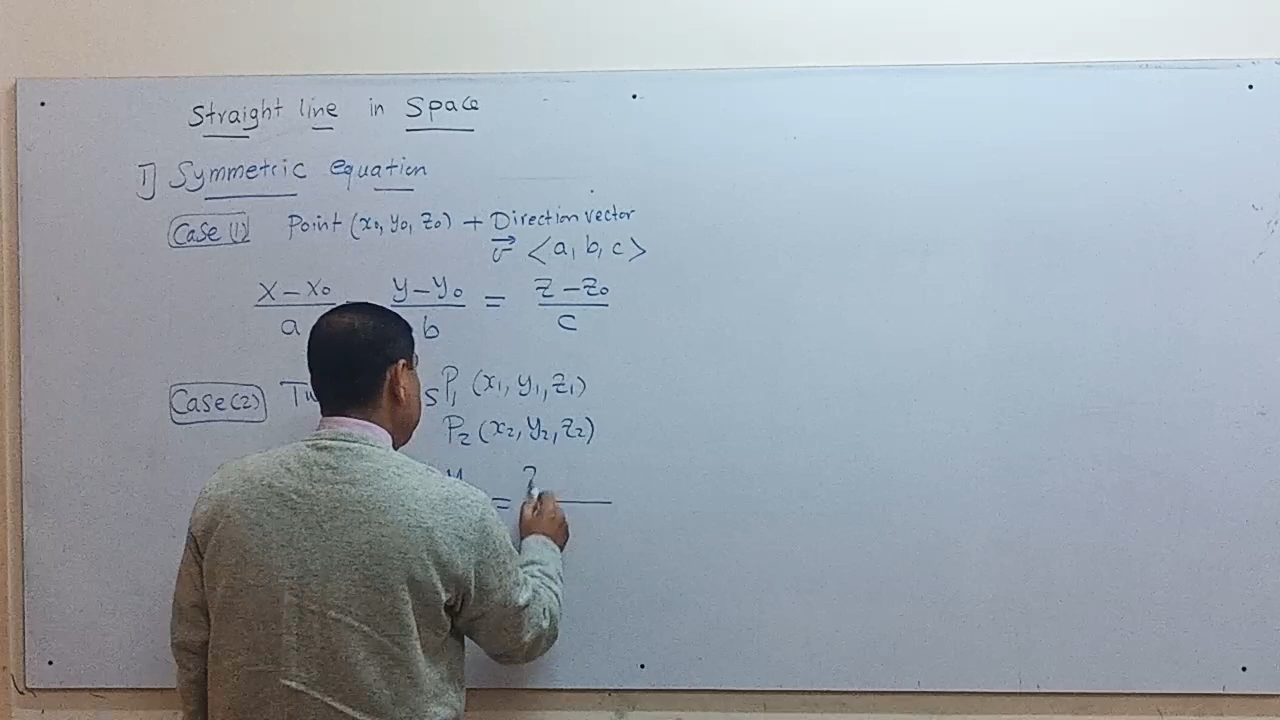 Straight line in Space
I] Symmetric equation
Case (1) Point (x₀, y₀, z₀) + Direction vector
v⃗ <a, b, c>
x-x₀ / a y-y₀ / b = z-z₀ / c
Case (2) P₁ (x₁, y₁, z₁)
P₂ (x₂, y₂, z₂)
=